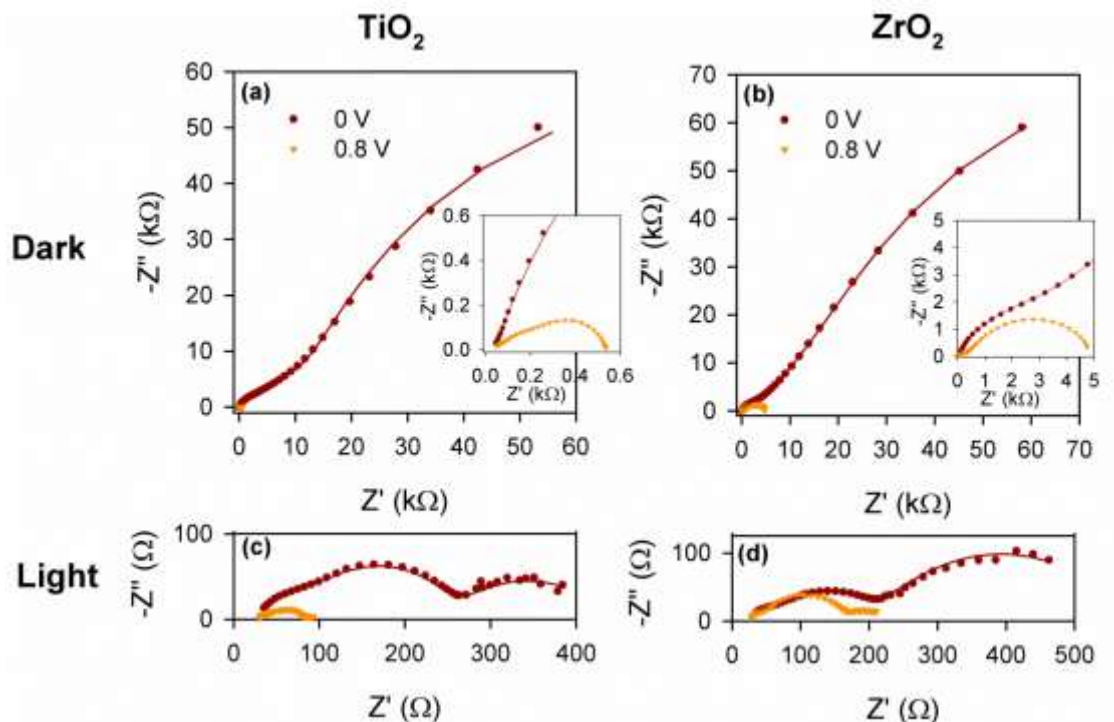 TiO₂
ZrO₂
Dark
(a)
0 V
0.8 V
-Z'' (kΩ)
60
50
40
30
20
10
0
0 10 20 30 40 50 60
Z' (kΩ)
-Z'' (kΩ)
0.6
0.4
0.2
0.0
0.0 0.2 0.4 0.6
Z' (kΩ)
(b)
0 V
0.8 V
-Z'' (kΩ)
70
60
50
40
30
20
10
0
0 10 20 30 40 50 60 70
Z' (kΩ)
-Z'' (kΩ)
5
4
3
2
1
0
0 1 2 3 4 5
Z' (kΩ)
Light
(c)
-Z'' (Ω)
100
0
0 100 200 300 400
Z' (Ω)
(d)
-Z'' (Ω)
100
0
0 100 200 300 400 500
Z' (Ω)